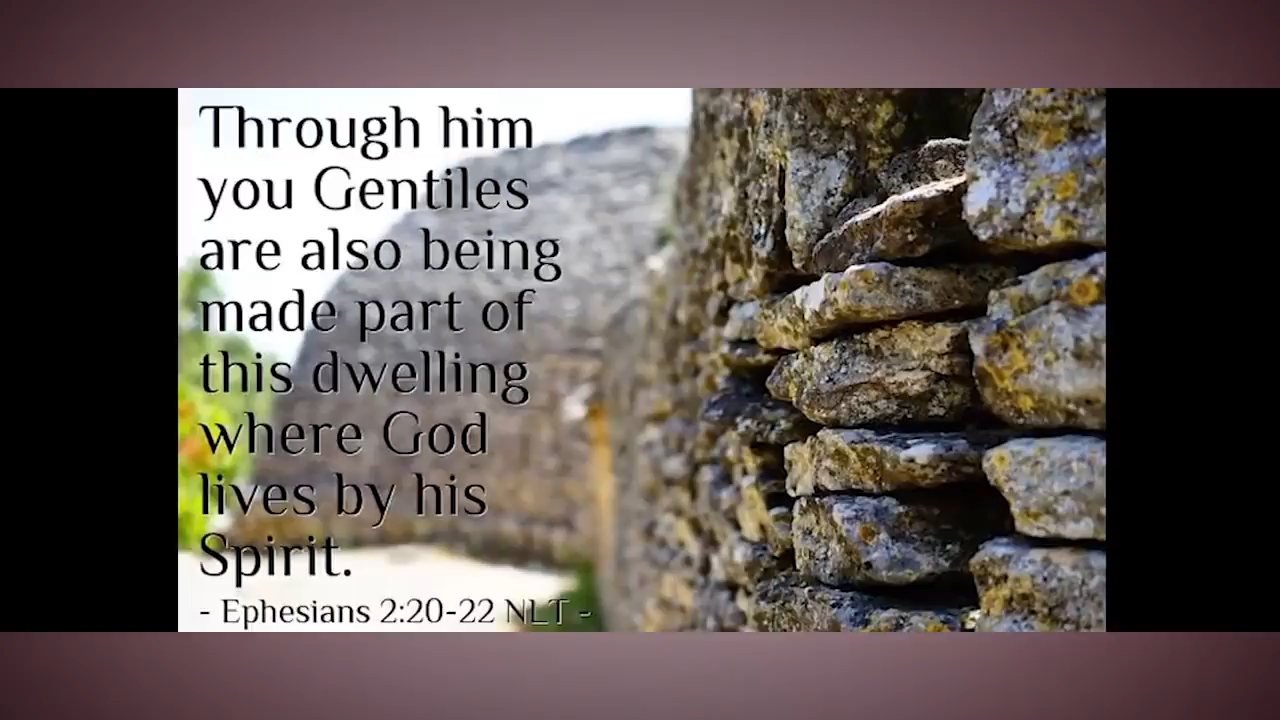 Through him
you Gentiles
are also being
made part of
this dwelling
where God
lives by his
Spirit.
- Ephesians 2:20-22 NLT -